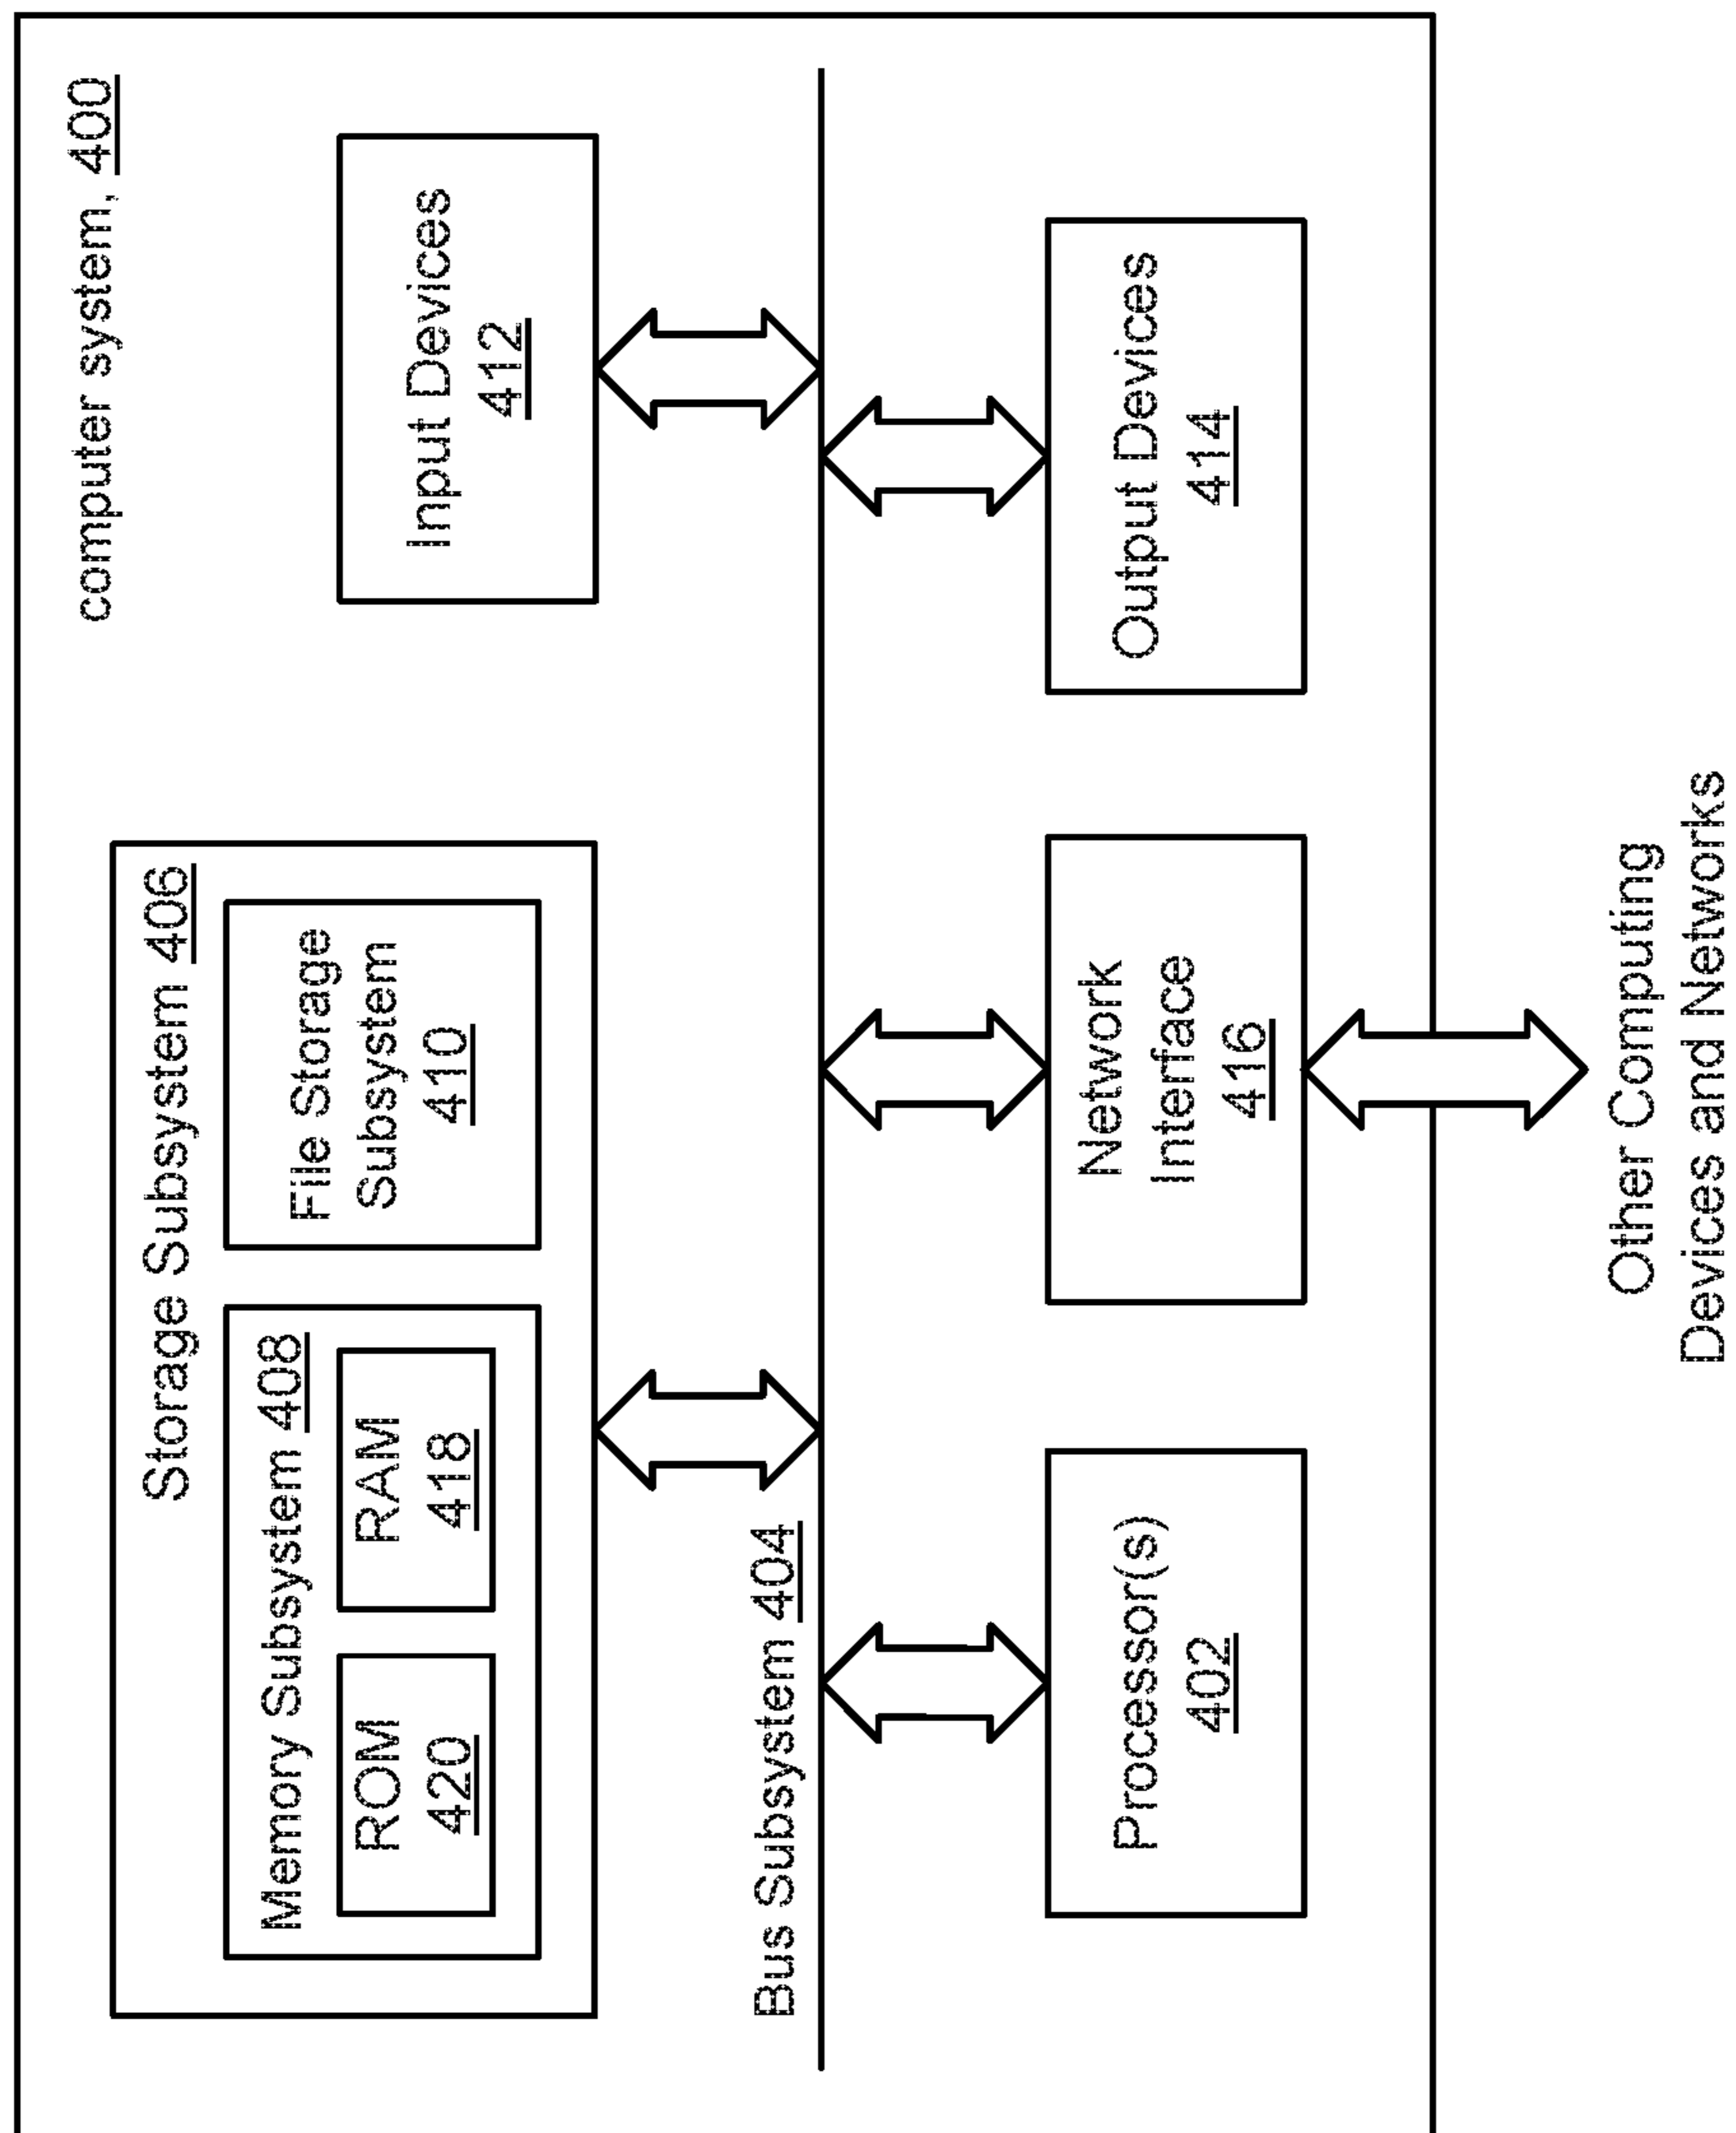 computer system, 400
Storage Subsystem 406
Memory Subsystem 408
ROM
420
RAM
418
File Storage
Subsystem
410
Input Devices
412
Bus Subsystem 404
Processor(s)
402
Network
Interface
416
Output Devices
414
Other Computing
Devices and Networks